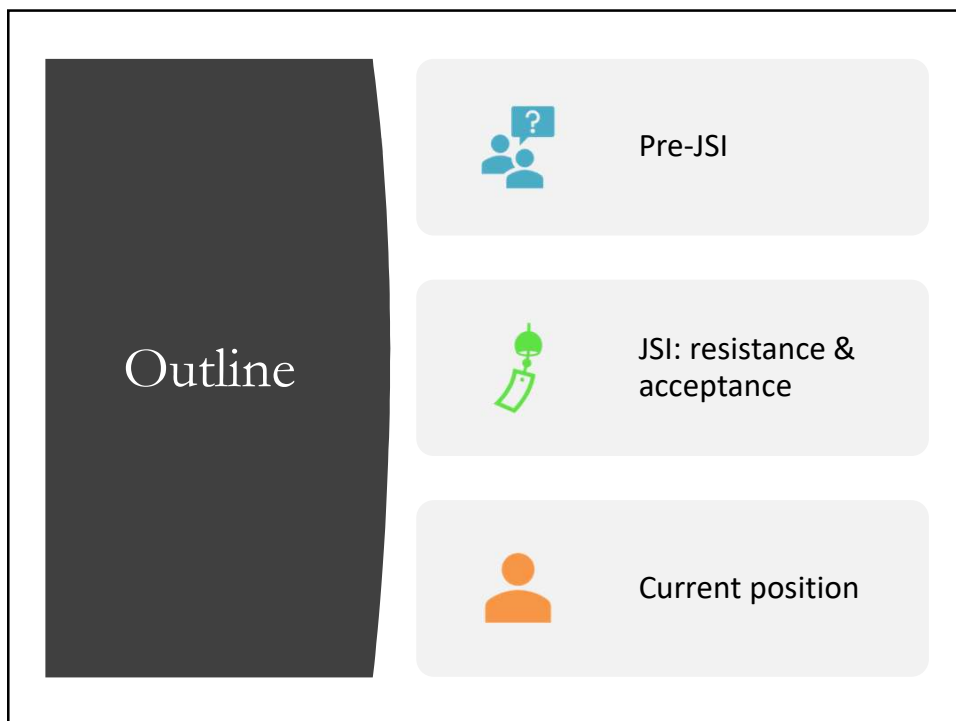 Outline
?
Pre-JSI
JSI: resistance &
acceptance
Current position